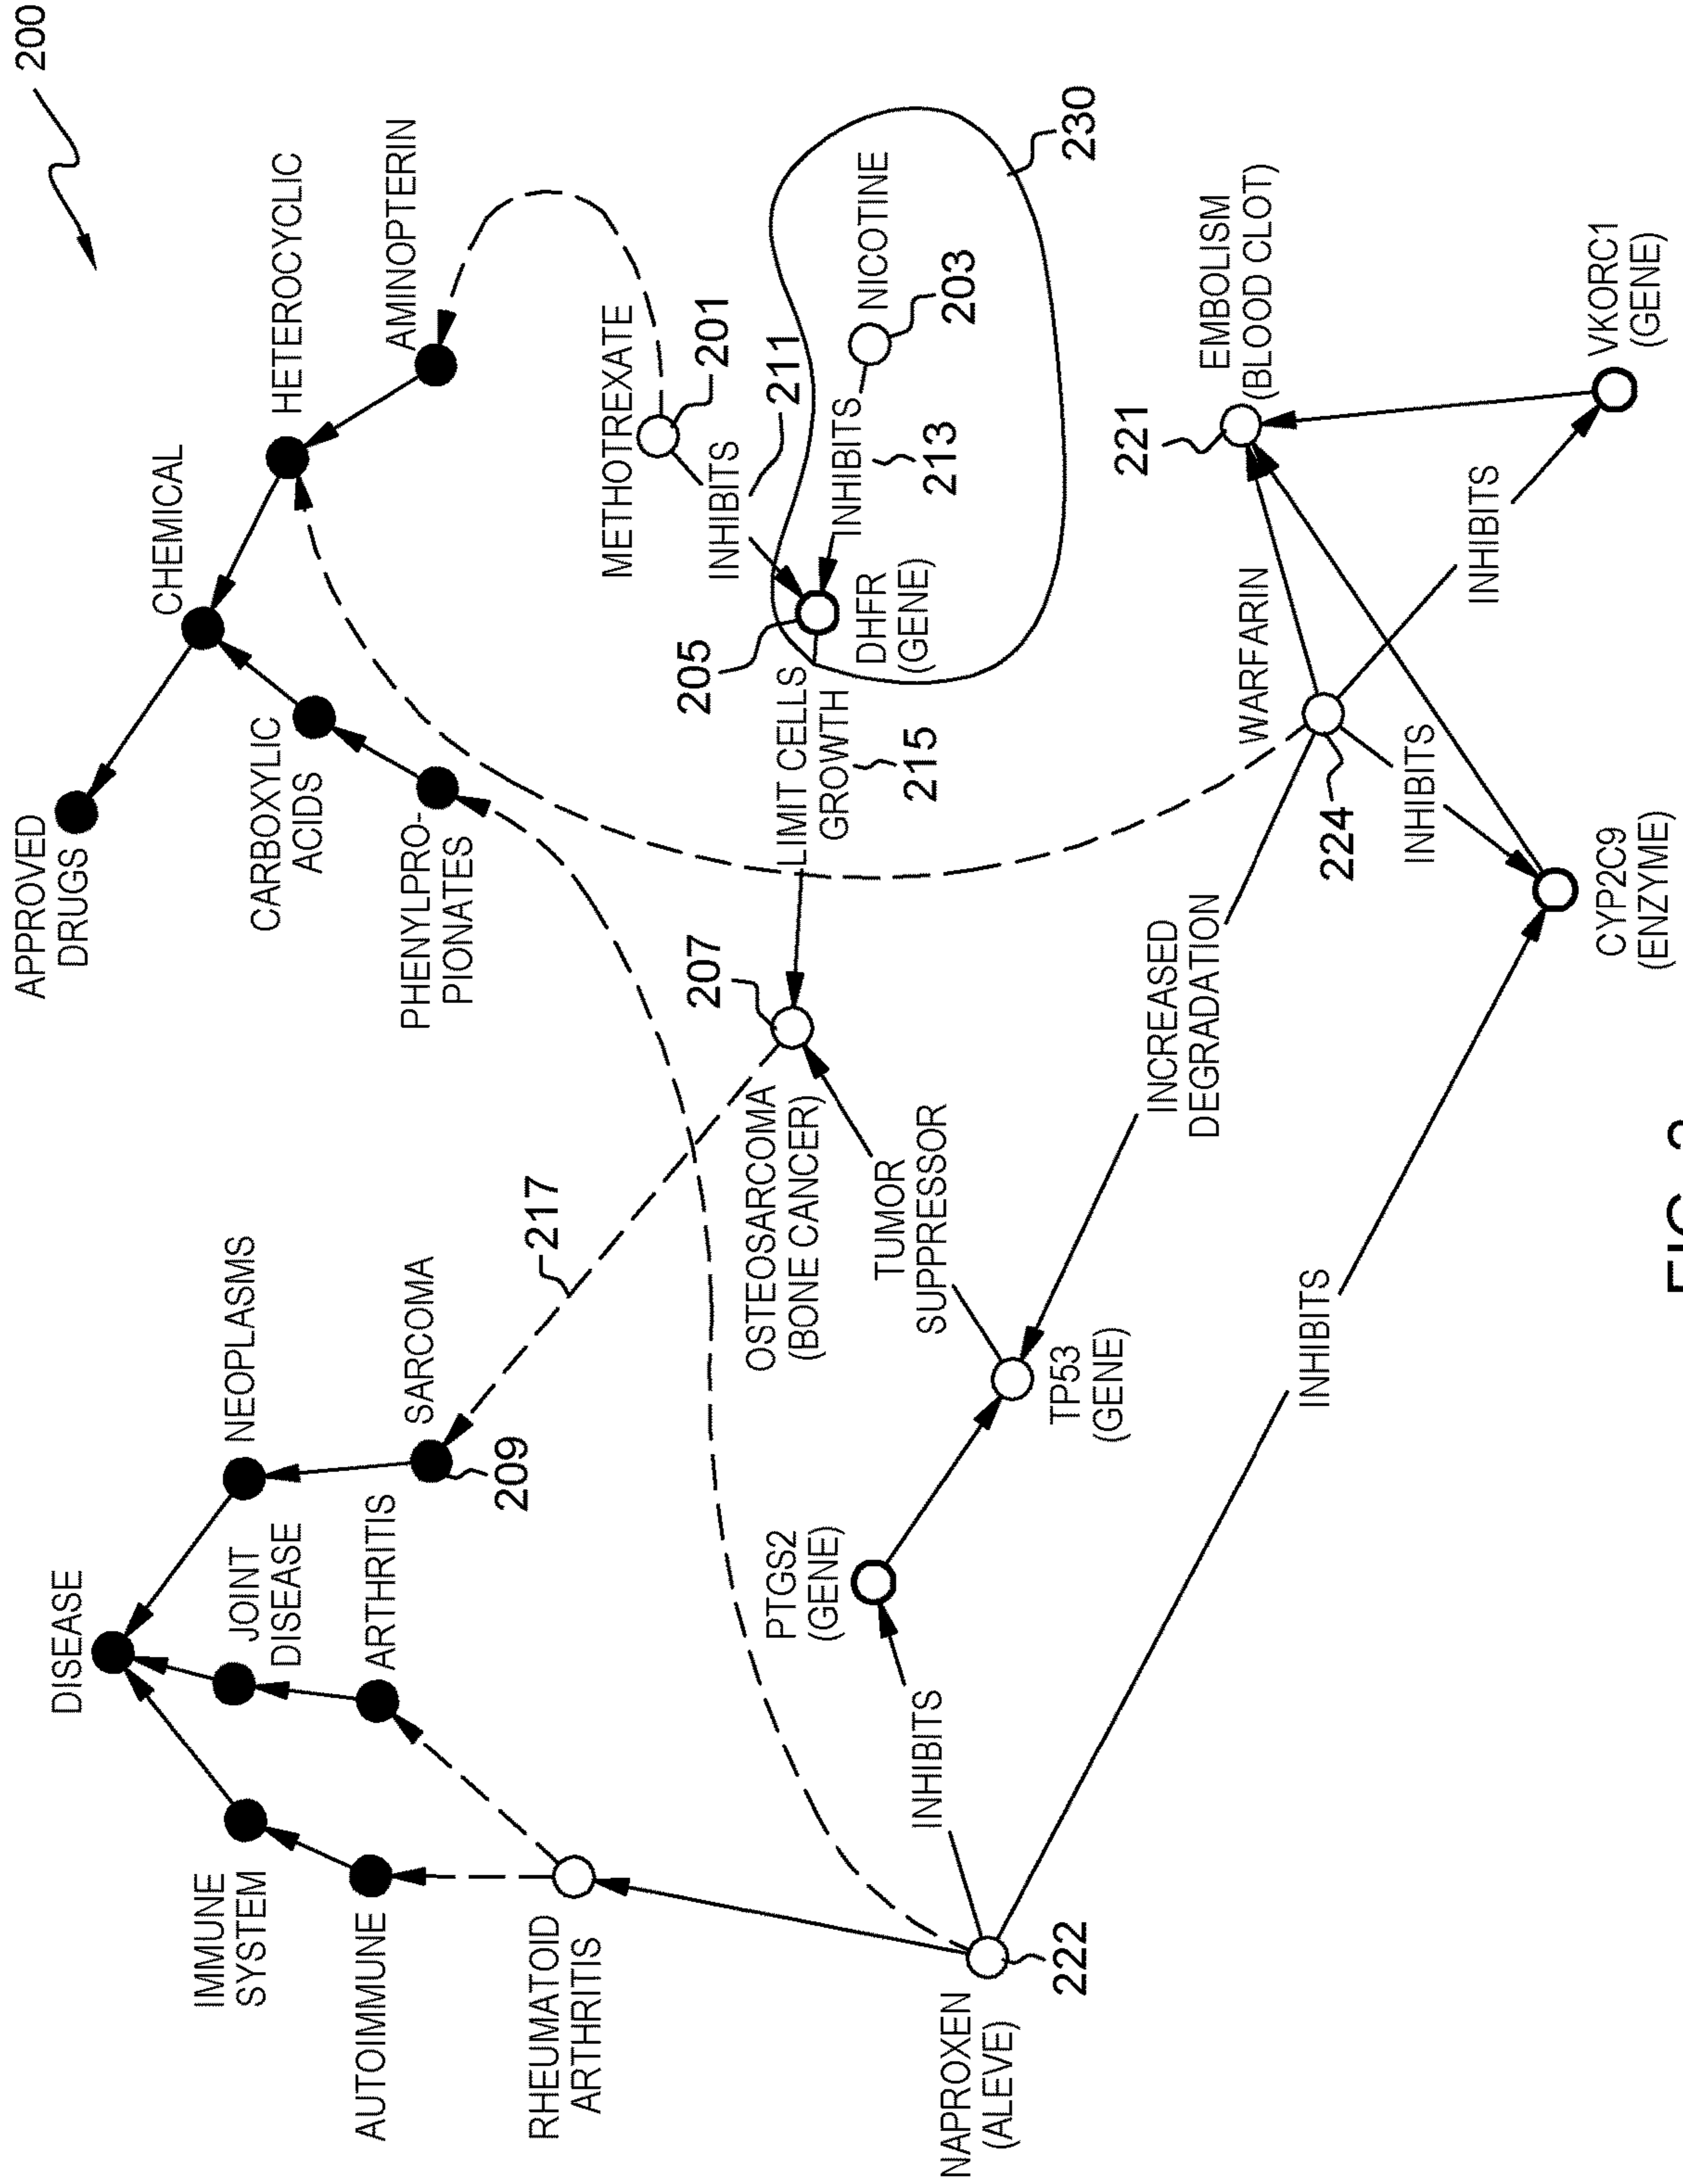 200
DISEASE
APPROVED
DRUGS
CHEMICAL
IMMUNE
SYSTEM
JOINT
DISEASE
NEOPLASMS
CARBOXYLIC
ACIDS
HETEROCYCLIC
AUTOIMMUNE
ARTHRITIS
SARCOMA
209
PHENYLPRO-
PIONATES
AMINOPTERIN
RHEUMATOID
ARTHRITIS
217
METHOTREXATE
201
207
205
INHIBITS
211
OSTEOSARCOMA
(BONE CANCER)
LIMIT CELLS
GROWTH
215
DHFR
(GENE)
INHIBITS
213
NICOTINE
203
230
PTGS2
(GENE)
TUMOR
SUPPRESSOR
NAPROXEN
(ALEVE)
222
INHIBITS
TP53
(GENE)
INCREASED
DEGRADATION
WARFARIN
224
221
EMBOLISM
(BLOOD CLOT)
INHIBITS
INHIBITS
INHIBITS
CYP2C9
(ENZYME)
VKORC1
(GENE)